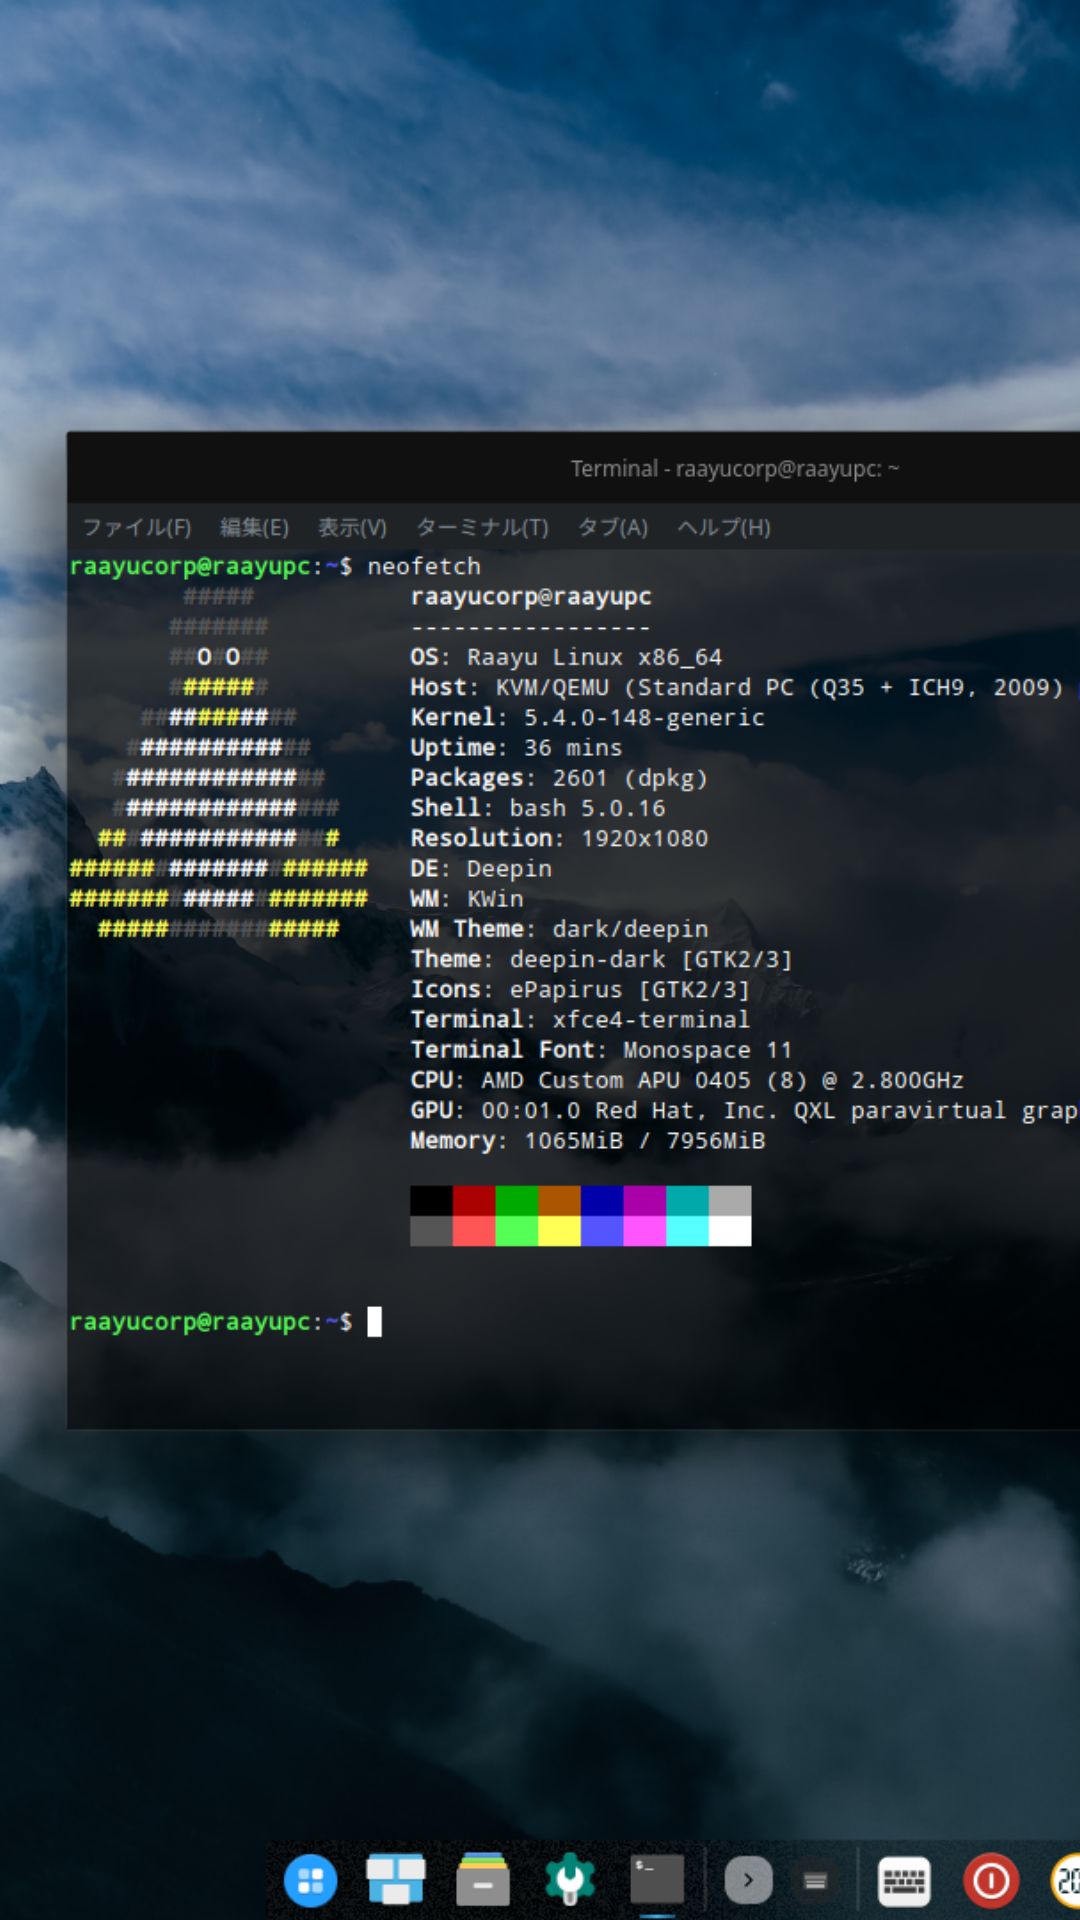 Terminal - raayucorp@raayupc: ~
ファイル(F) 編集(E) 表示(V) ターミナル(T) タブ(A) ヘルプ(H)
raayucorp@raayupc:~$ neofetch
##### raayucorp@raayupc
####### -----------------
##O#O## OS: Raayu Linux x86_64
####### Host: KVM/QEMU (Standard PC (Q35 + ICH9, 2009)
########### Kernel: 5.4.0-148-generic
############# Uptime: 36 mins
############### Packages: 2601 (dpkg)
################ Shell: bash 5.0.16
################# Resolution: 1920x1080
##################### DE: Deepin
##################### WM: KWin
################# WM Theme: dark/deepin
Theme: deepin-dark [GTK2/3]
Icons: ePapirus [GTK2/3]
Terminal: xfce4-terminal
Terminal Font: Monospace 11
CPU: AMD Custom APU 0405 (8) @ 2.800GHz
GPU: 00:01.0 Red Hat, Inc. QXL paravirtual grap
Memory: 1065MiB / 7956MiB
raayucorp@raayupc:~$
$_